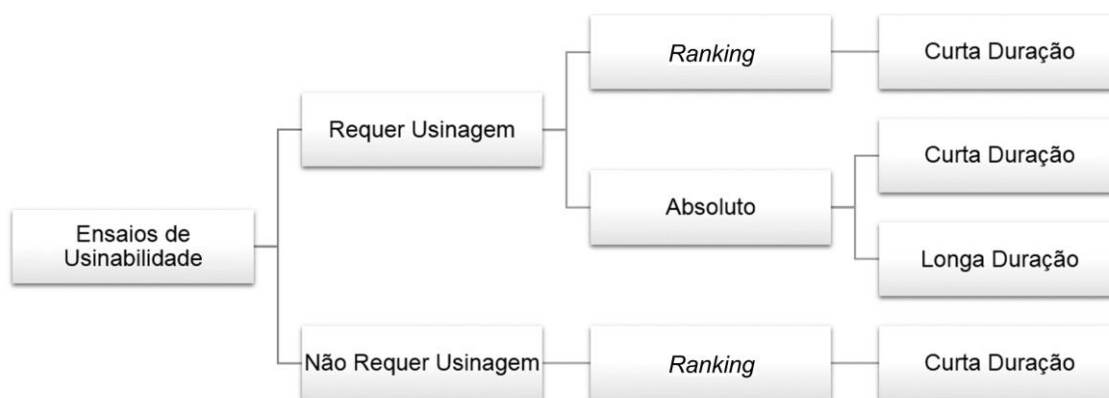 Ranking
Curta Duração
Requer Usinagem
Curta Duração
Absoluto
Ensaios de
Usinabilidade
Longa Duração
Não Requer Usinagem
Ranking
Curta Duração